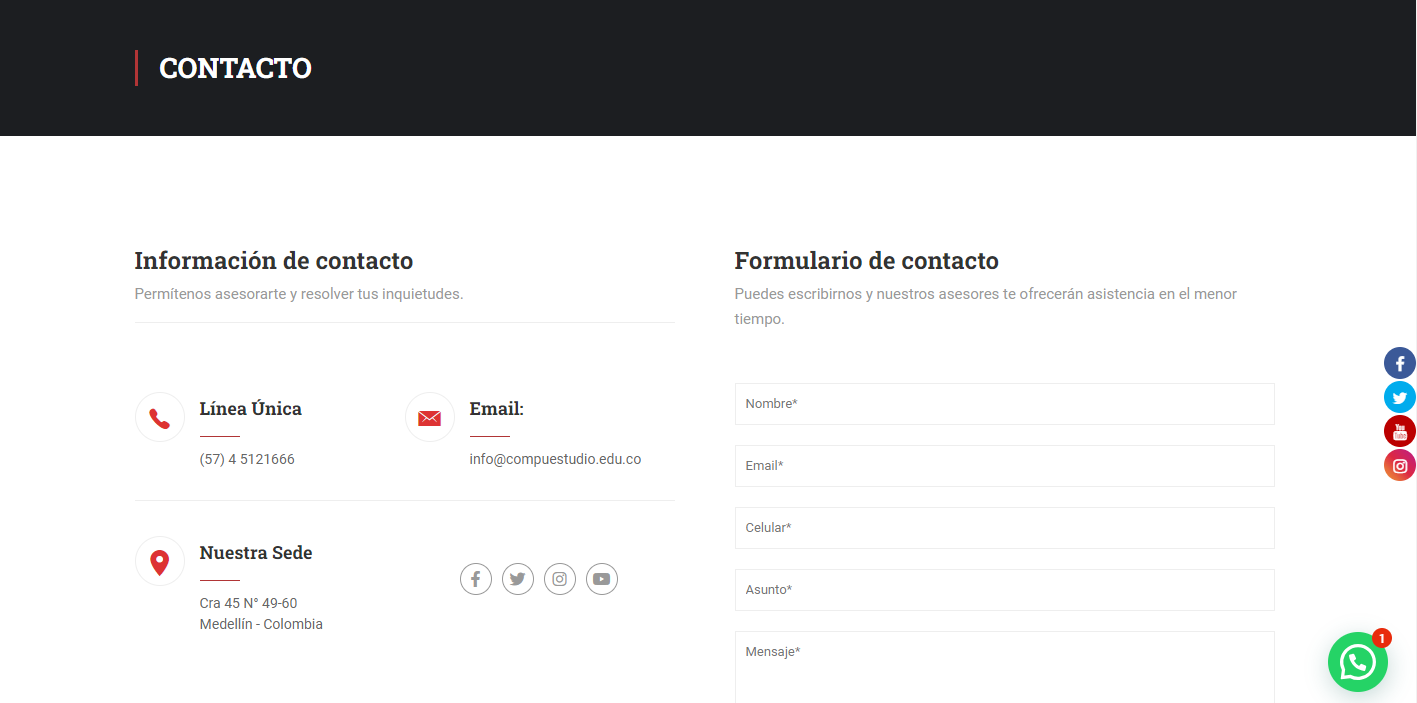 CONTACTO
Información de contacto
Permítenos asesorarte y resolver tus inquietudes.
Línea Única
(57) 4 5121666
Email:
info@compuestudio.edu.co
Nuestra Sede
Cra 45 N° 49-60
Medellín - Colombia
Formulario de contacto
Puedes escribirnos y nuestros asesores te ofrecerán asistencia en el menor
tiempo.
Nombre*
Email*
Celular*
Asunto*
Mensaje*
You
Tube
1